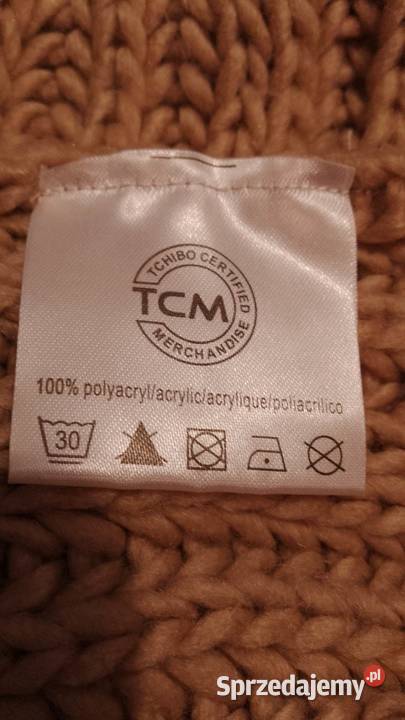 TCHIBO CERTIFIED
TCM
MERCHANDISE
100% polyacryl/acrylic/acrylique/poliacrilico
30
Sprzedajemy.pl